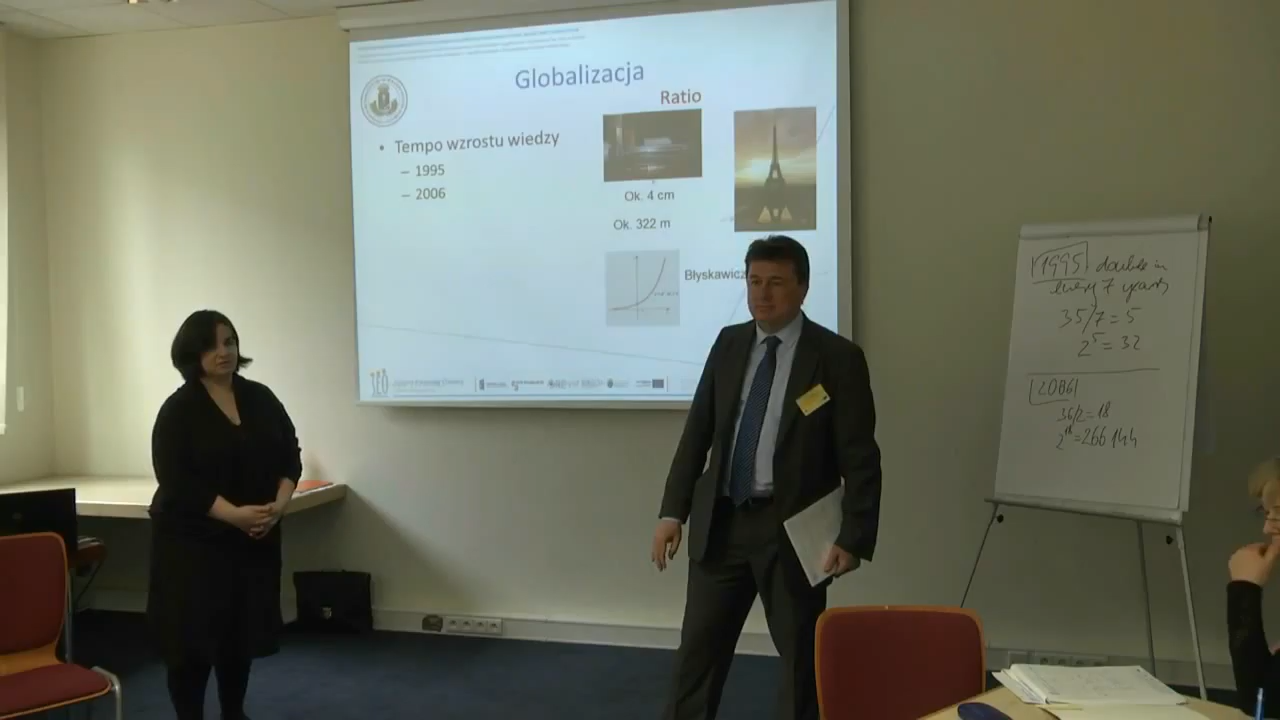 Globalizacja
Ratio
• Tempo wzrostu wiedzy
– 1995
– 2006
Ok. 4 cm
Ok. 322 m
Błyskawicz
1995 doubles in
every 7 years
35/7=5
2⁵=32
2006
36/2=18
2¹⁸=266 144